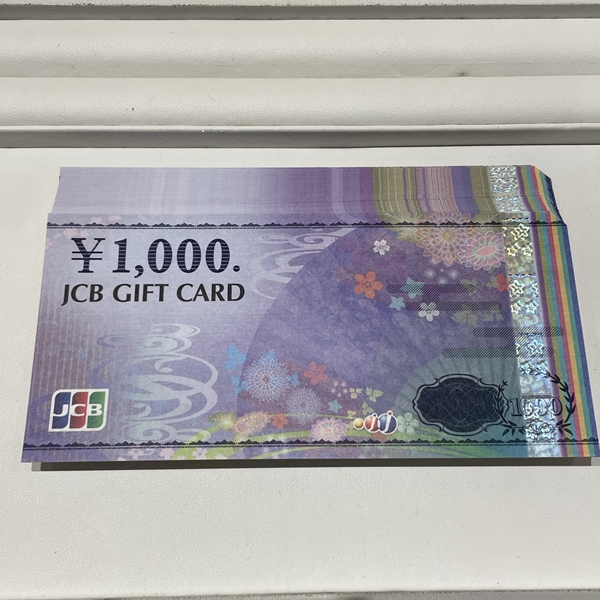 ￥1,000.
JCB GIFT CARD
JCB